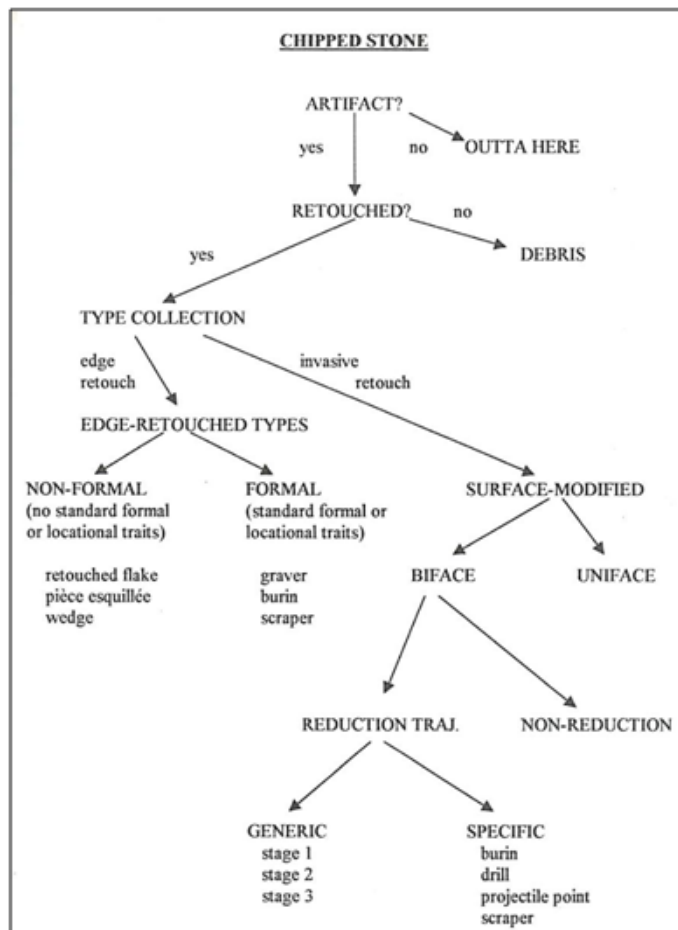 CHIPPED STONE
ARTIFACT?
yes
no
OUTTA HERE
RETOUCHED?
no
yes
DEBRIS
TYPE COLLECTION
edge
retouch
invasive
retouch
EDGE-RETOUCHED TYPES
NON-FORMAL
(no standard formal
or locational traits)
retouched flake
pièce esquillée
wedge
FORMAL
(standard formal or
locational traits)
graver
burin
scraper
SURFACE-MODIFIED
BIFACE
UNIFACE
REDUCTION TRAJ.
NON-REDUCTION
GENERIC
stage 1
stage 2
stage 3
SPECIFIC
burin
drill
projectile point
scraper